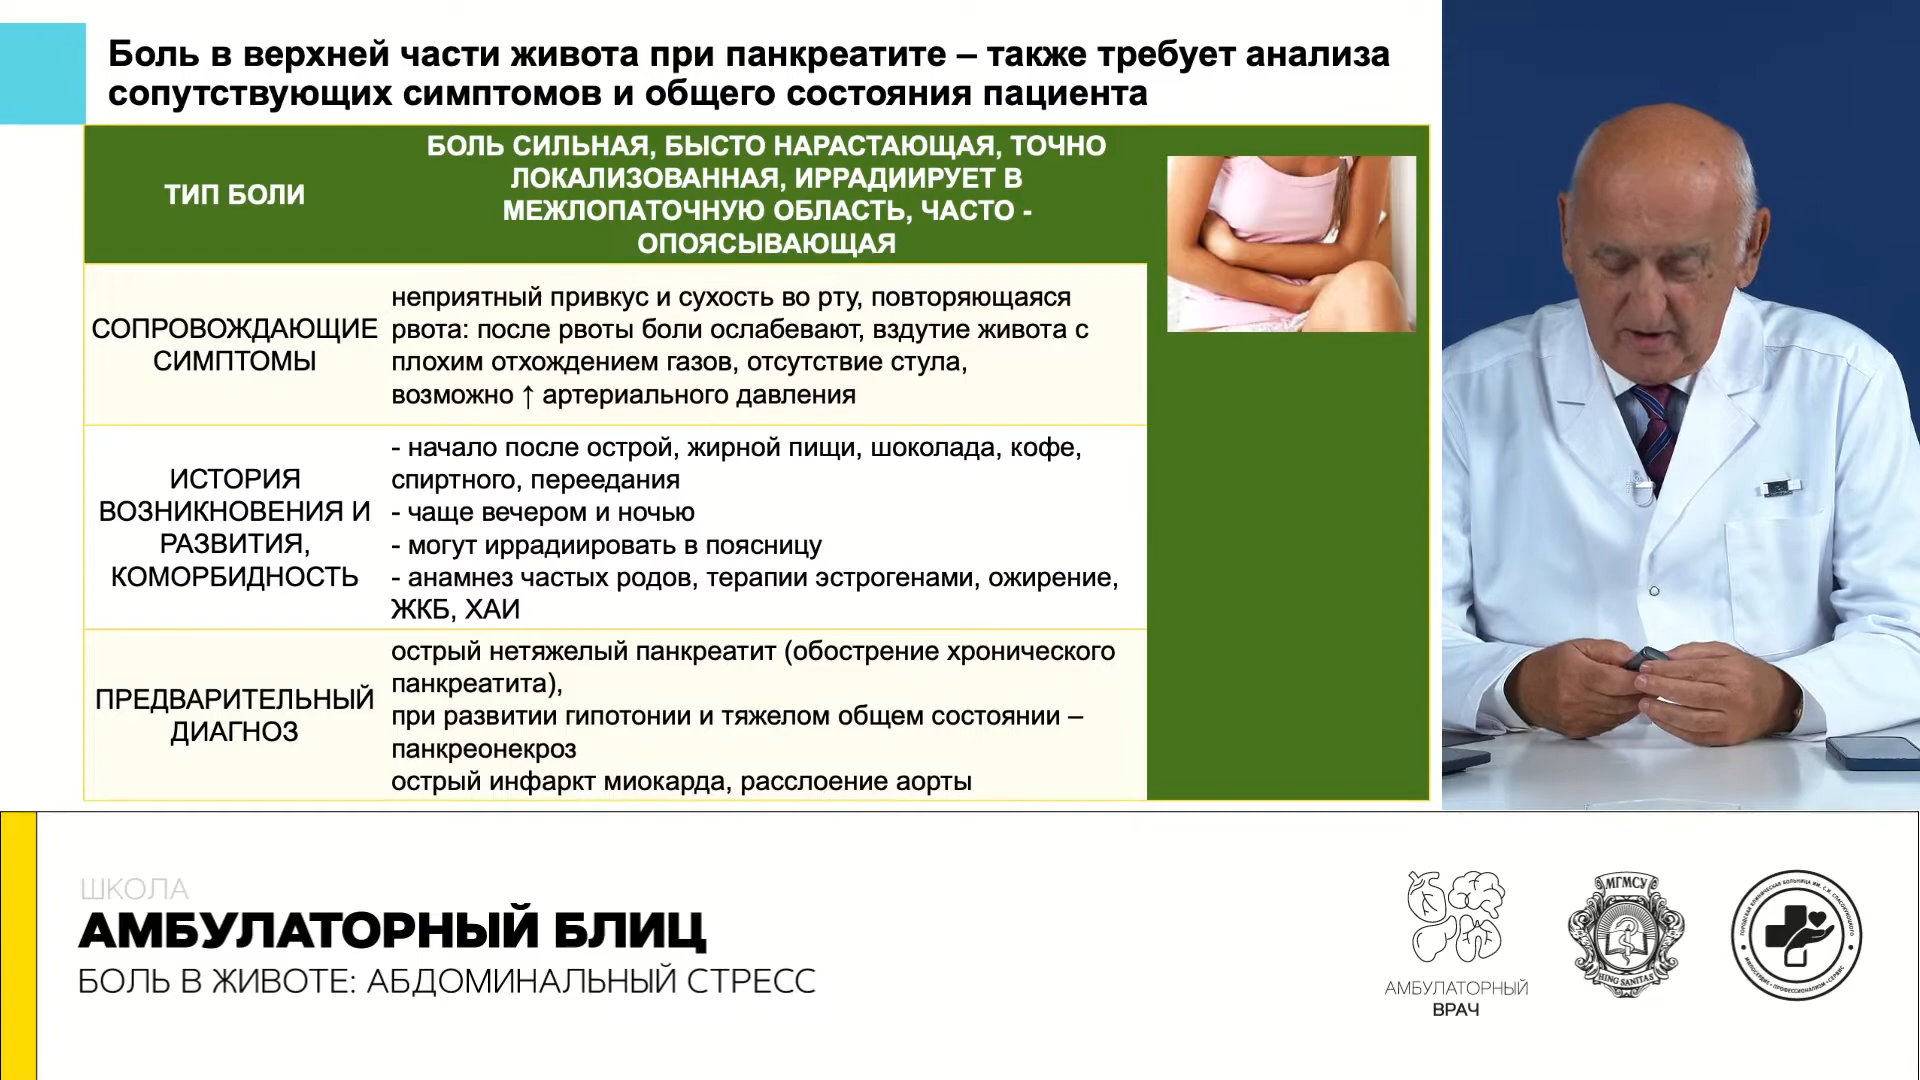 Боль в верхней части живота при панкреатите – также требует анализа
сопутствующих симптомов и общего состояния пациента
ТИП БОЛИ
БОЛЬ СИЛЬНАЯ, БЫСТО НАРАСТАЮЩАЯ, ТОЧНО
ЛОКАЛИЗОВАННАЯ, ИРРАДИИРУЕТ В
МЕЖЛОПАТОЧНУЮ ОБЛАСТЬ, ЧАСТО -
ОПОЯСЫВАЮЩАЯ
СОПРОВОЖДАЮЩИЕ
СИМПТОМЫ
неприятный привкус и сухость во рту, повторяющаяся
рвота: после рвоты боли ослабевают, вздутие живота с
плохим отхождением газов, отсутствие стула,
возможно ↑ артериального давления
ИСТОРИЯ
ВОЗНИКНОВЕНИЯ И
РАЗВИТИЯ,
КОМОРБИДНОСТЬ
- начало после острой, жирной пищи, шоколада, кофе,
спиртного, переедания
- чаще вечером и ночью
- могут иррадиировать в поясницу
- анамнез частых родов, терапии эстрогенами, ожирение,
ЖКБ, ХАИ
ПРЕДВАРИТЕЛЬНЫЙ
ДИАГНОЗ
острый нетяжелый панкреатит (обострение хронического
панкреатита),
при развитии гипотонии и тяжелом общем состоянии –
панкреонекроз
острый инфаркт миокарда, расслоение аорты
ШКОЛА
АМБУЛАТОРНЫЙ БЛИЦ
БОЛЬ В ЖИВОТЕ: АБДОМИНАЛЬНЫЙ СТРЕСС
АМБУЛАТОРНЫЙ
ВРАЧ
МГМСУ